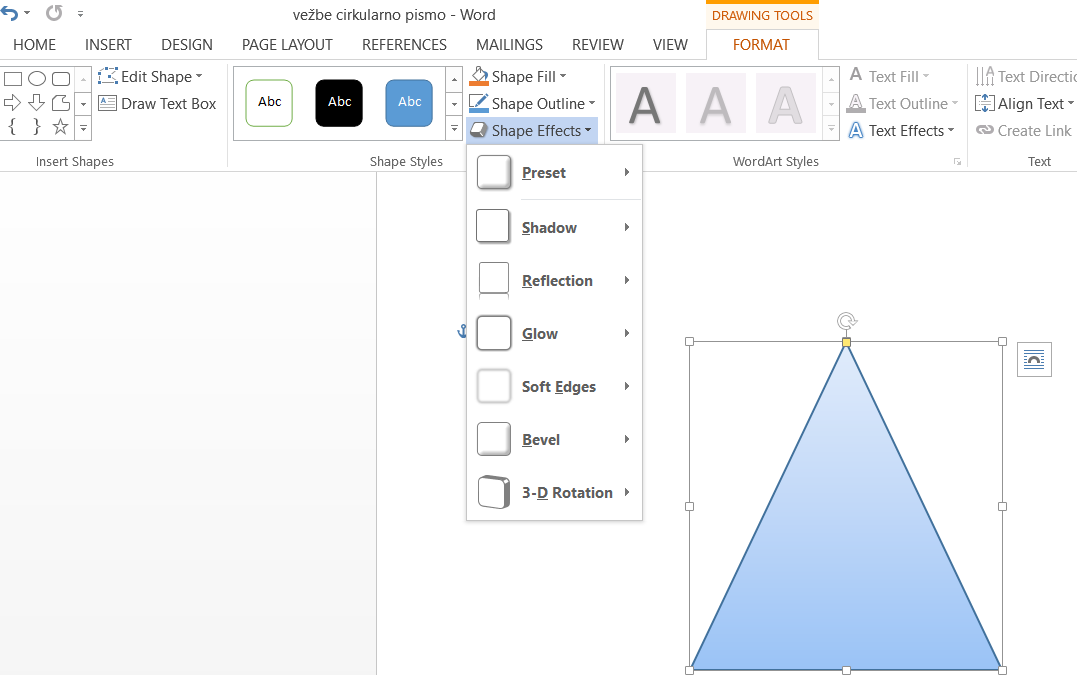 vežbe cirkularno pismo - Word
DRAWING TOOLS
HOME INSERT DESIGN PAGE LAYOUT REFERENCES MAILINGS REVIEW VIEW FORMAT
Edit Shape
Draw Text Box
Insert Shapes
Abc Abc Abc
Shape Fill
Shape Outline
Shape Effects
Shape Styles
A A A
WordArt Styles
A Text Fill
A Text Outline
A Text Effects
Text Directio
Align Text
Create Link
Text
Preset
Shadow
Reflection
Glow
Soft Edges
Bevel
3-D Rotation